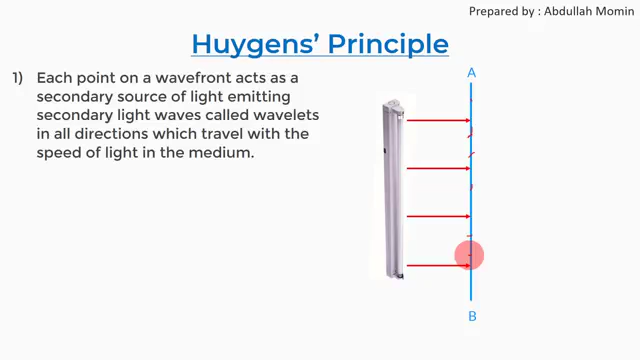 Prepared by : Abdullah Momin
Huygens' Principle
1) Each point on a wavefront acts as a
secondary source of light emitting
secondary light waves called wavelets
in all directions which travel with the
speed of light in the medium.
A
B